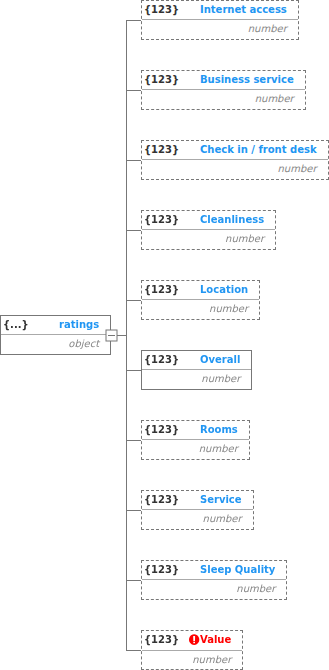 {123} Internet access
number
{123} Business service
number
{123} Check in / front desk
number
{123} Cleanliness
number
{123} Location
number
{...} ratings
object
{123} Overall
number
{123} Rooms
number
{123} Service
number
{123} Sleep Quality
number
{123} Value
number